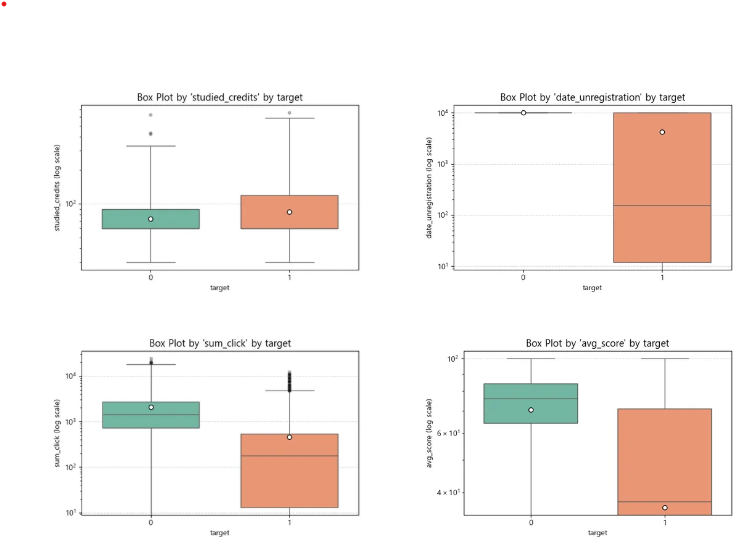 Box Plot by 'studied_credits' by target
studied_credits (log scale)
10²
0
1
target
Box Plot by 'date_unregistration' by target
date_unregistration (log scale)
10⁴
10³
10²
10¹
0
1
target
Box Plot by 'sum_click' by target
sum_click (log scale)
10⁴
10³
10²
10¹
0
1
target
Box Plot by 'avg_score' by target
avg_score (log scale)
10²
6 × 10¹
4 × 10¹
0
1
target